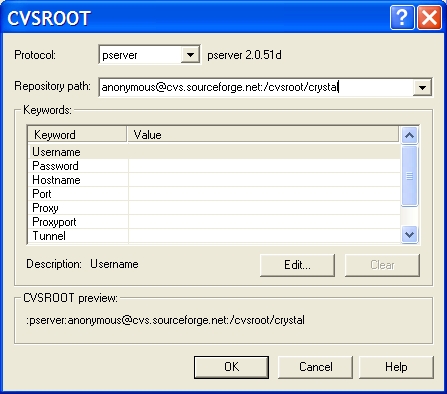 CVSROOT
Protocol: pserver pserver 2.0.51d
Repository path: anonymous@cvs.sourceforge.net:/cvsroot/crystal
Keywords:
Keyword Value
Username
Password
Hostname
Port
Proxy
Proxyport
Tunnel
Description: Username Edit... Clear
CVSROOT preview:
:pserver:anonymous@cvs.sourceforge.net:/cvsroot/crystal
OK Cancel Help